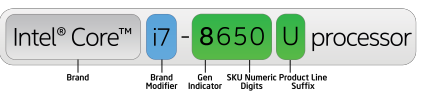 Intel® Core™ i7 - 8650 U processor
Brand Brand Modifier Gen Indicator SKU Numeric Digits Product Line Suffix